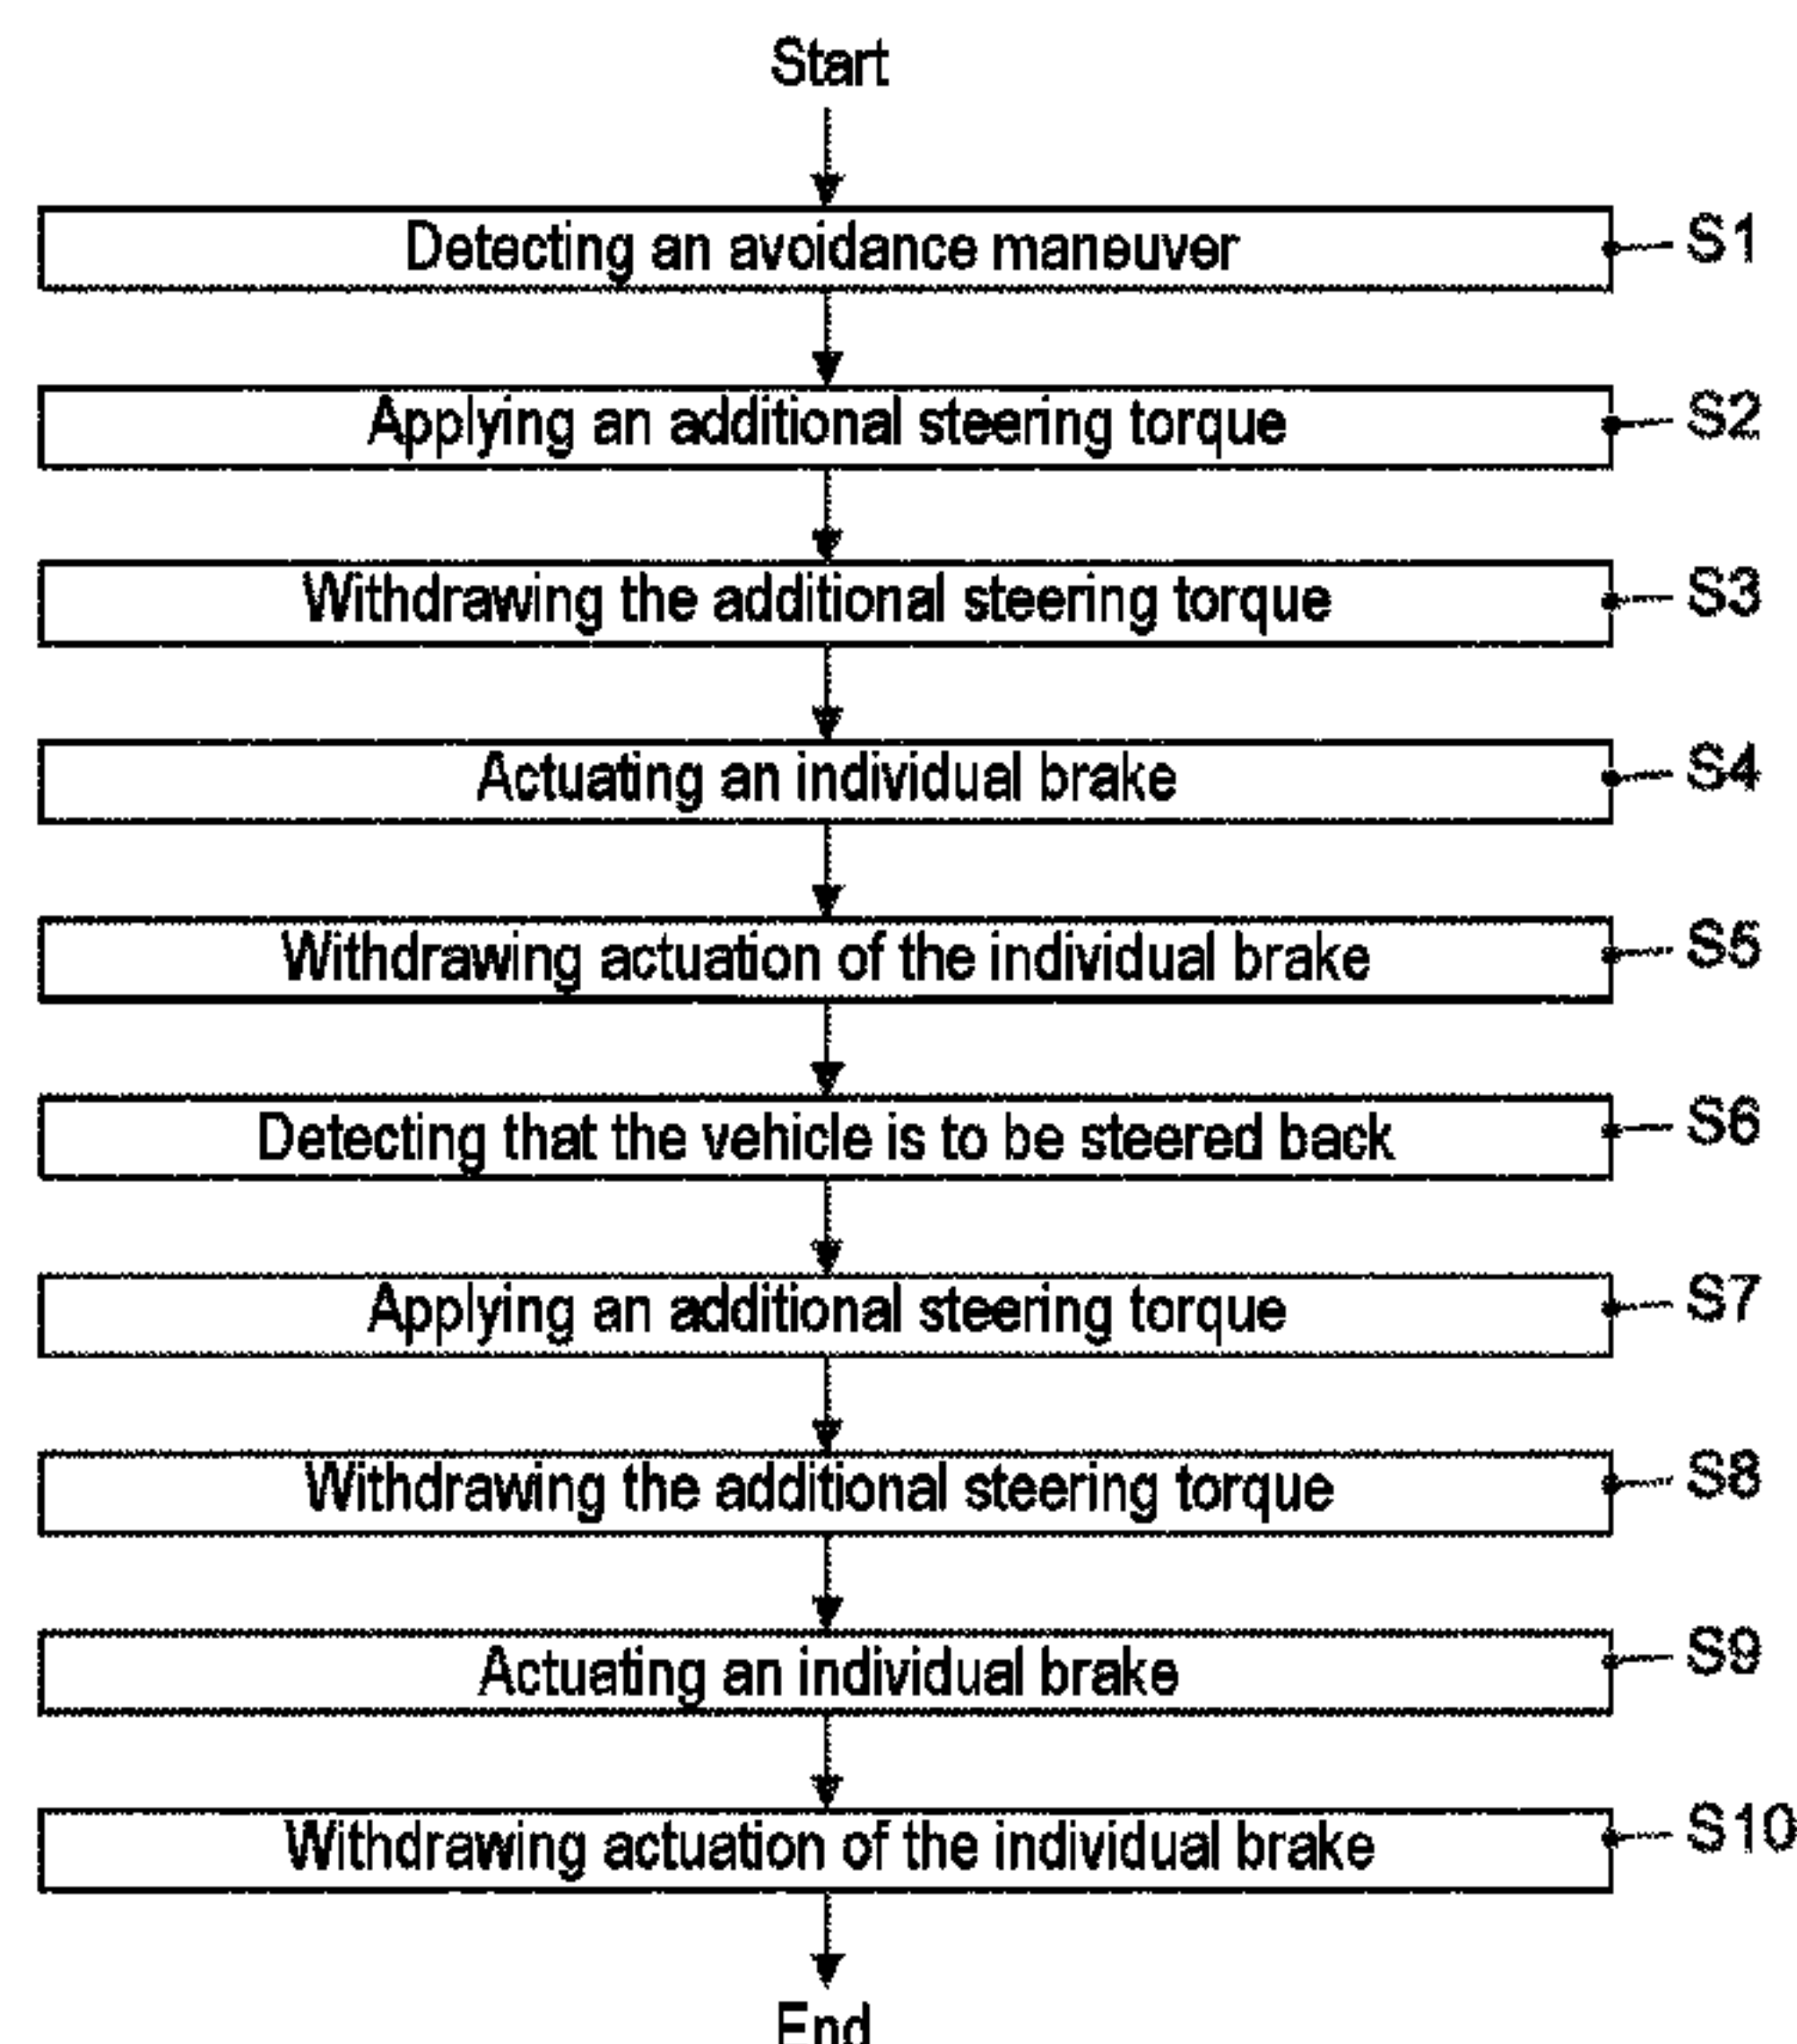 Start
Detecting an avoidance maneuver S1
Applying an additional steering torque S2
Withdrawing the additional steering torque S3
Actuating an individual brake S4
Withdrawing actuation of the individual brake S5
Detecting that the vehicle is to be steered back S6
Applying an additional steering torque S7
Withdrawing the additional steering torque S8
Actuating an individual brake S9
Withdrawing actuation of the individual brake S10
End